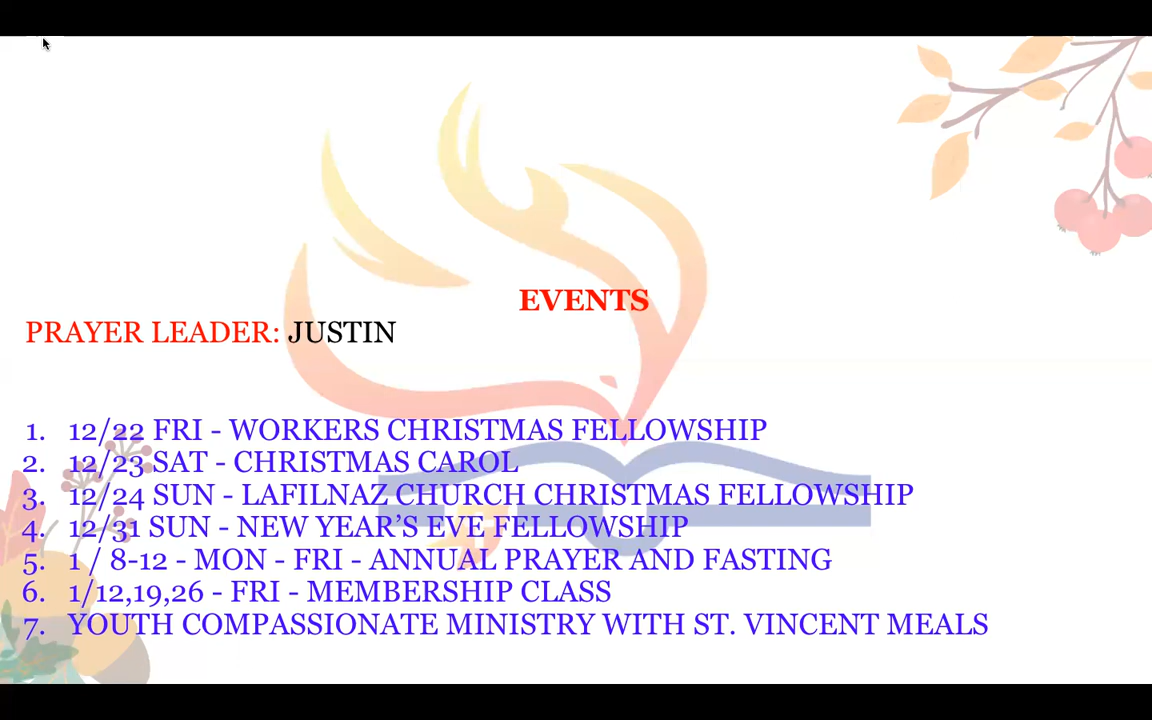 EVENTS
PRAYER LEADER: JUSTIN
1. 12/22 FRI - WORKERS CHRISTMAS FELLOWSHIP
2. 12/23 SAT - CHRISTMAS CAROL
3. 12/24 SUN - LAFILNAZ CHURCH CHRISTMAS FELLOWSHIP
4. 12/31 SUN - NEW YEAR’S EVE FELLOWSHIP
5. 1 / 8-12 - MON - FRI - ANNUAL PRAYER AND FASTING
6. 1/12,19,26 - FRI - MEMBERSHIP CLASS
7. YOUTH COMPASSIONATE MINISTRY WITH ST. VINCENT MEALS